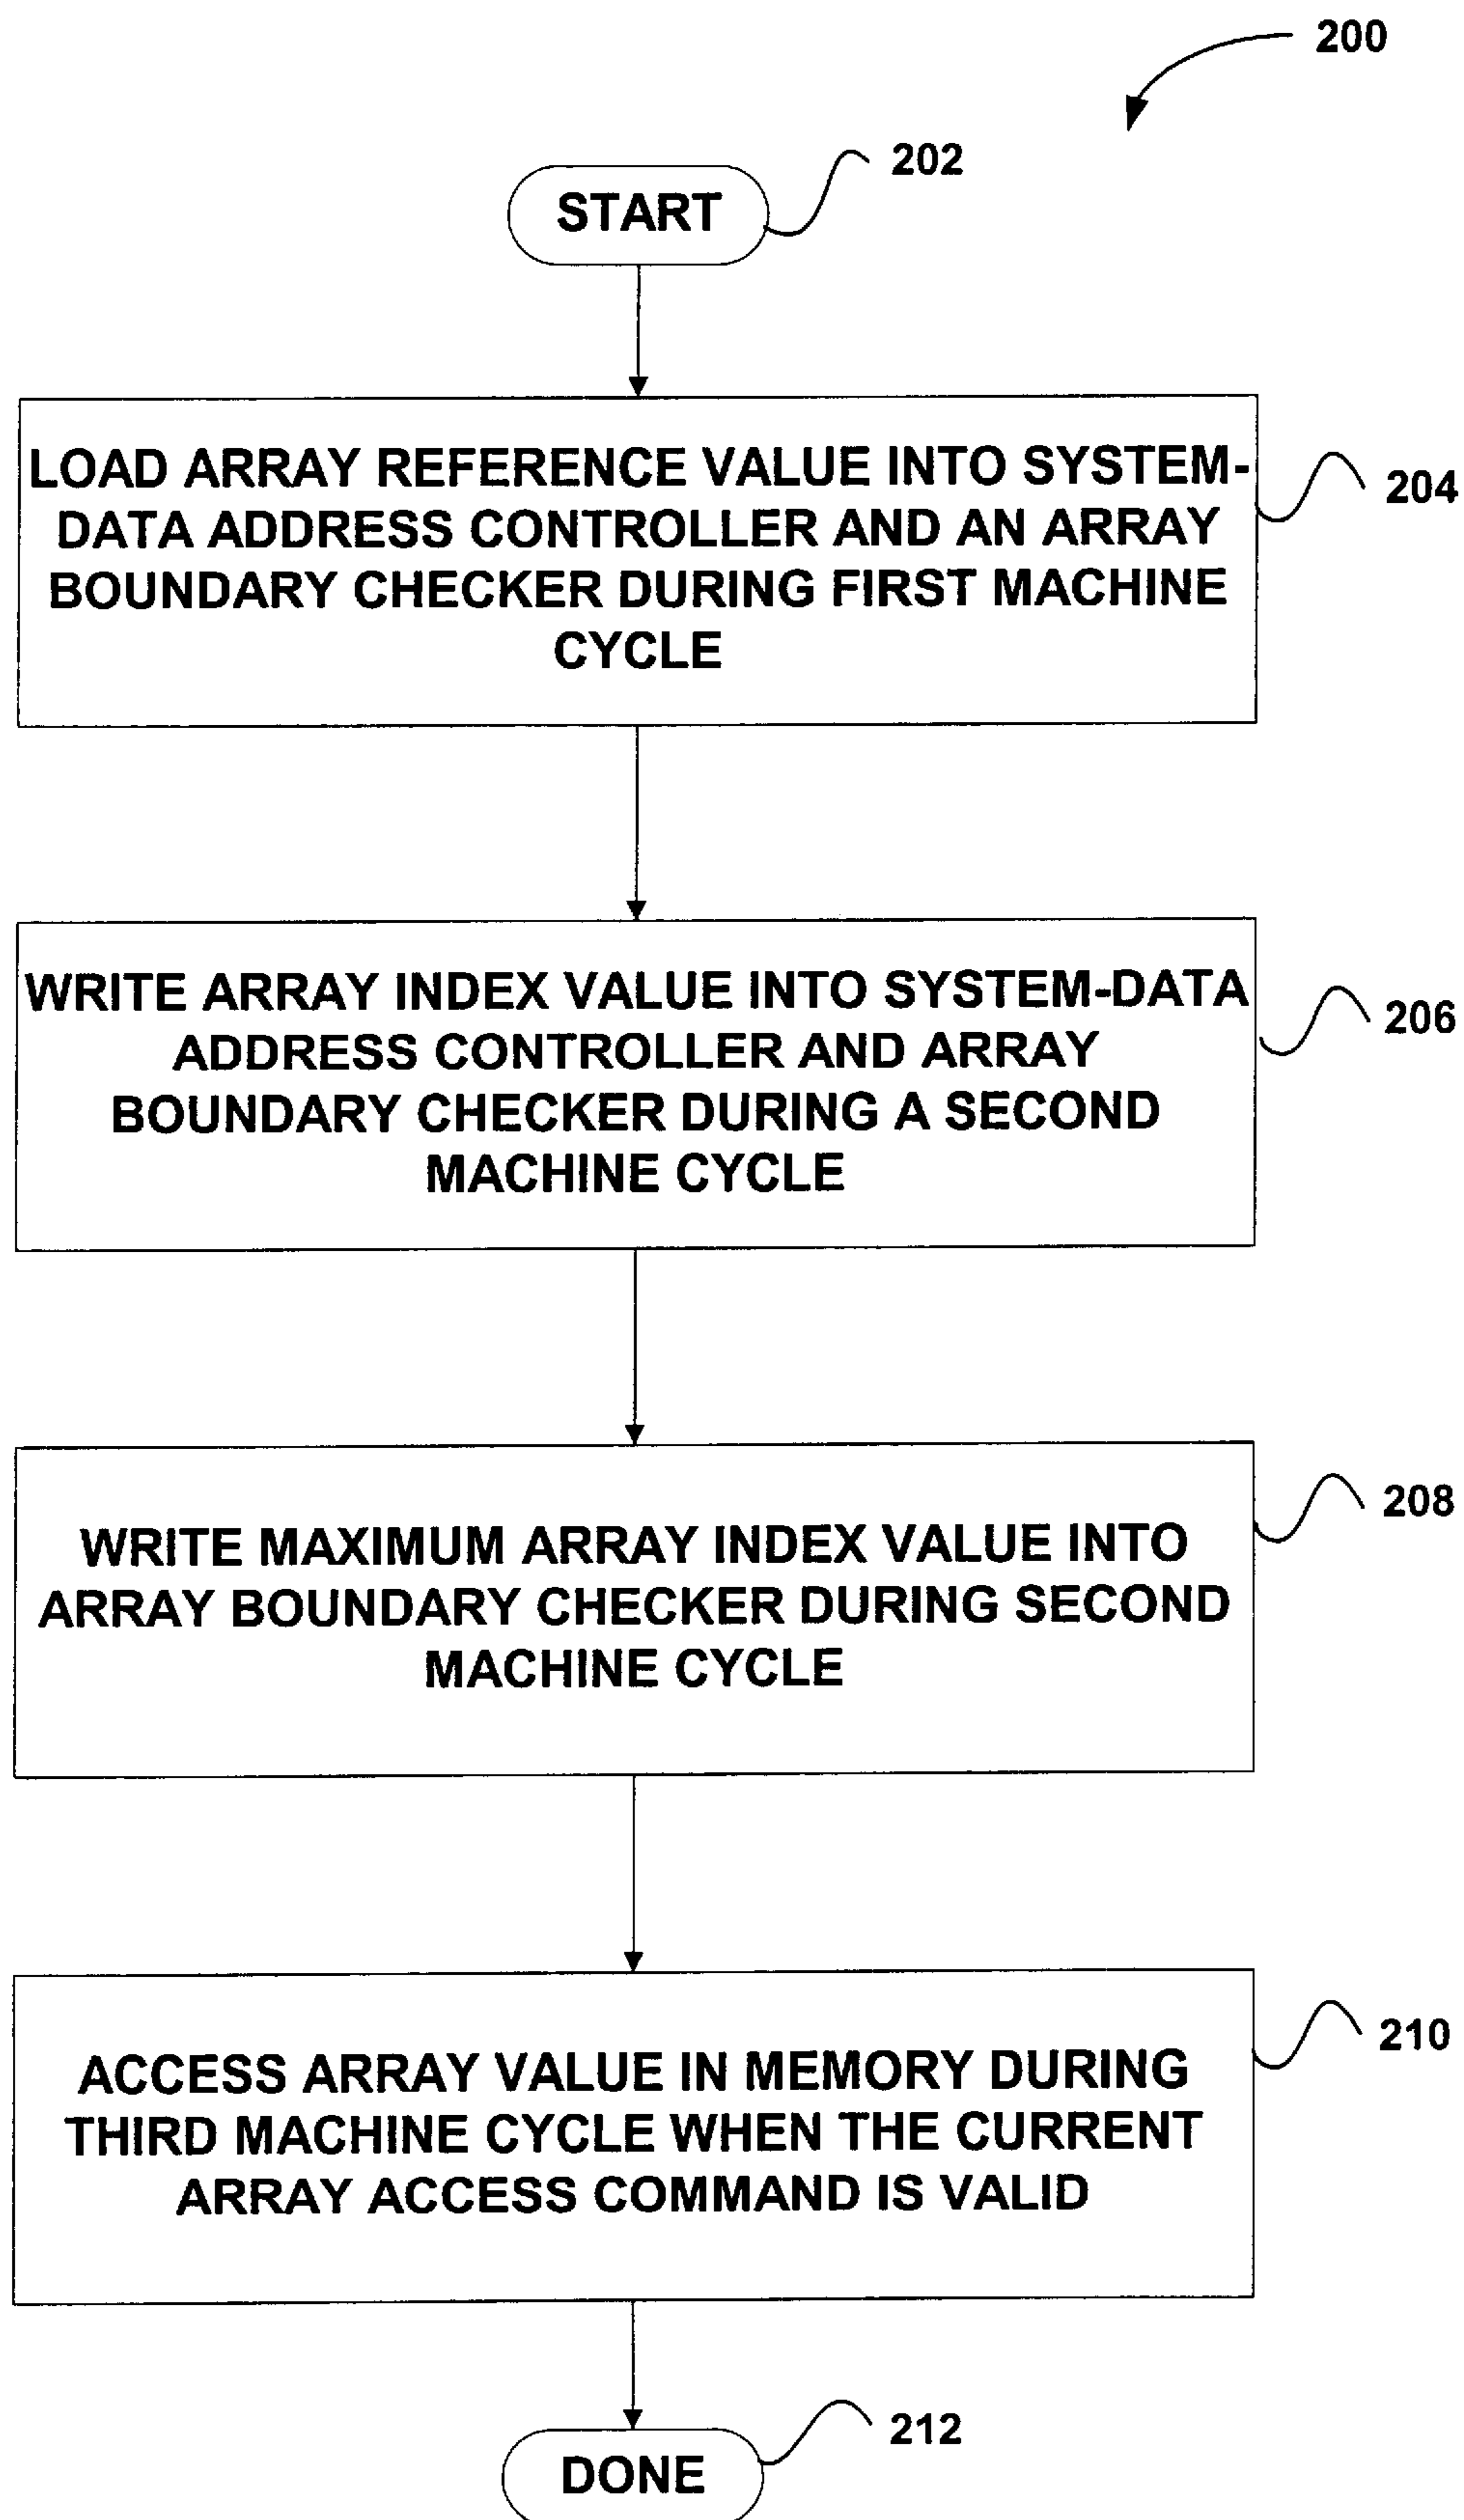 200
202
START
LOAD ARRAY REFERENCE VALUE INTO SYSTEM-
DATA ADDRESS CONTROLLER AND AN ARRAY
BOUNDARY CHECKER DURING FIRST MACHINE
CYCLE
204
WRITE ARRAY INDEX VALUE INTO SYSTEM-DATA
ADDRESS CONTROLLER AND ARRAY
BOUNDARY CHECKER DURING A SECOND
MACHINE CYCLE
206
WRITE MAXIMUM ARRAY INDEX VALUE INTO
ARRAY BOUNDARY CHECKER DURING SECOND
MACHINE CYCLE
208
ACCESS ARRAY VALUE IN MEMORY DURING
THIRD MACHINE CYCLE WHEN THE CURRENT
ARRAY ACCESS COMMAND IS VALID
210
212
DONE